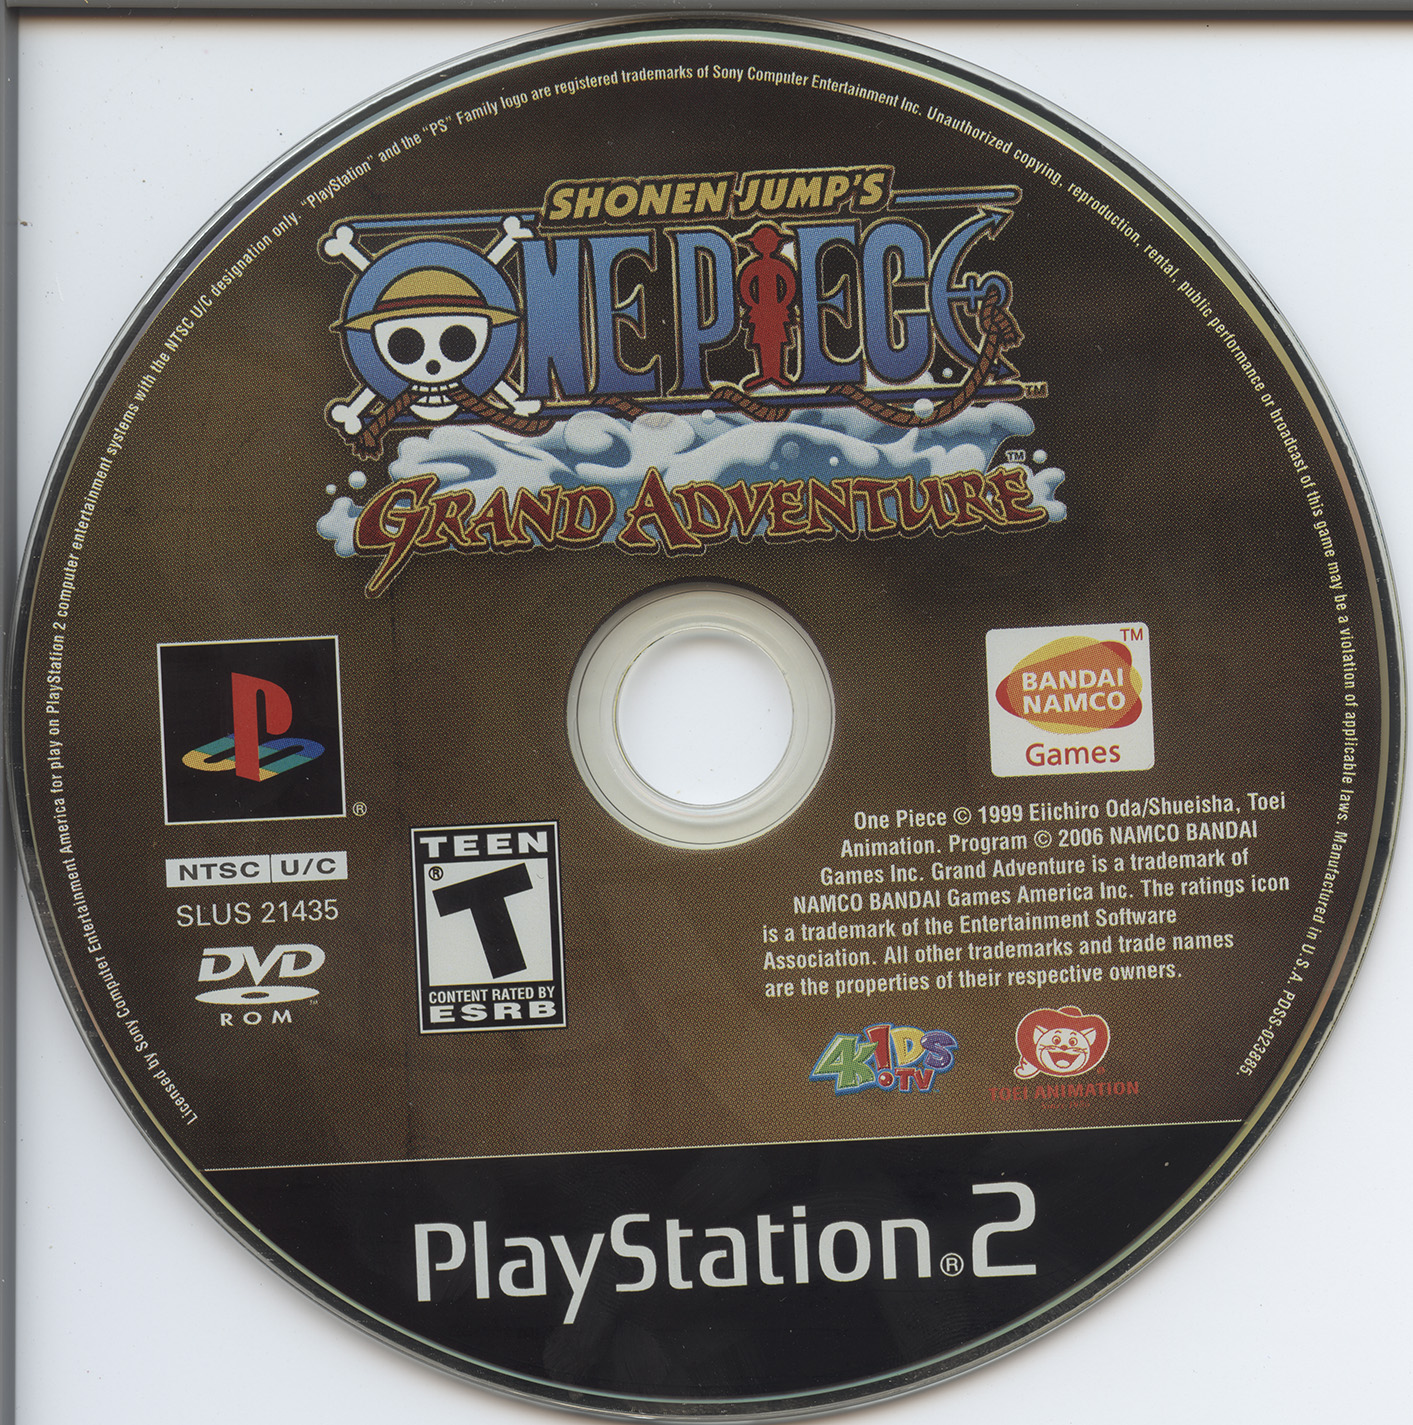 Licensed by Sony Computer Entertainment America for play on PlayStation 2 computer entertainment systems with the NTSC U/C designation only. "PlayStation" and the "PS" Family logo are registered trademarks of Sony Computer Entertainment Inc. Unauthorized copying, reproduction, rental, public performance or broadcast of this game may be a violation of applicable laws. Manufactured in U.S.A. PDSS-023885.
SHONEN JUMP'S
ONE PIECE TM
GRAND ADVENTURE TM
®
NTSC U/C
SLUS 21435
DVD TM
ROM
TEEN
®
T
CONTENT RATED BY
ESRB
TM
BANDAI
NAMCO
Games
One Piece © 1999 Eiichiro Oda/Shueisha, Toei
Animation. Program © 2006 NAMCO BANDAI
Games Inc. Grand Adventure is a trademark of
NAMCO BANDAI Games America Inc. The ratings icon
is a trademark of the Entertainment Software
Association. All other trademarks and trade names
are the properties of their respective owners.
4KiDS
.TV
TOEI ANIMATION
PlayStation®2